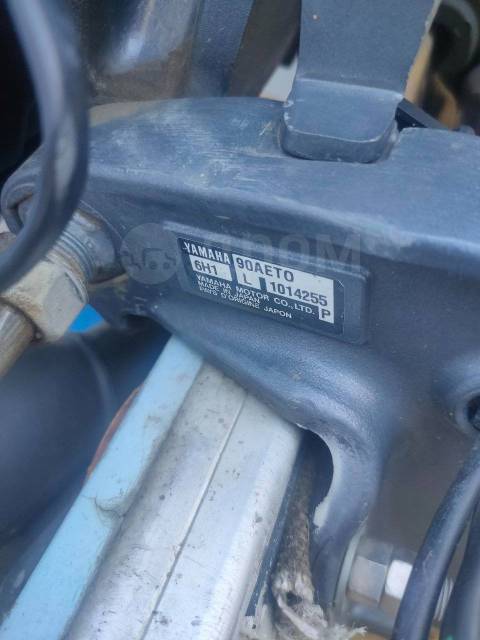 YAMAHA 90AETO
6H1 L 1014255
YAMAHA MOTOR CO., LTD. P
MADE IN JAPAN
PAYS D'ORIGINE JAPON